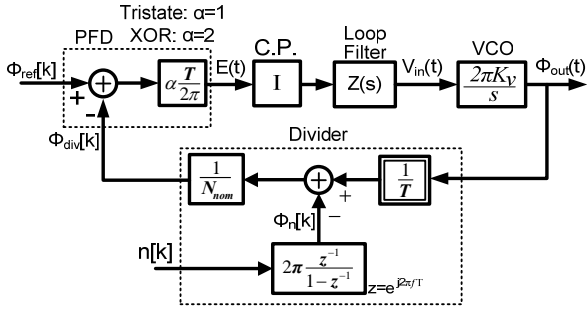 Tristate: α=1
PFD XOR: α=2
Φref[k]
+
-
Φdiv[k]
α T/2π
E(t)
C.P.
I
Loop
Filter
Z(s)
Vin(t)
VCO
2πKv/s
Φout(t)
Divider
1/Nnom
+
−
1/T
Φn[k]
n[k]
2π z⁻¹/(1 - z⁻¹)
z=e^j2πfT